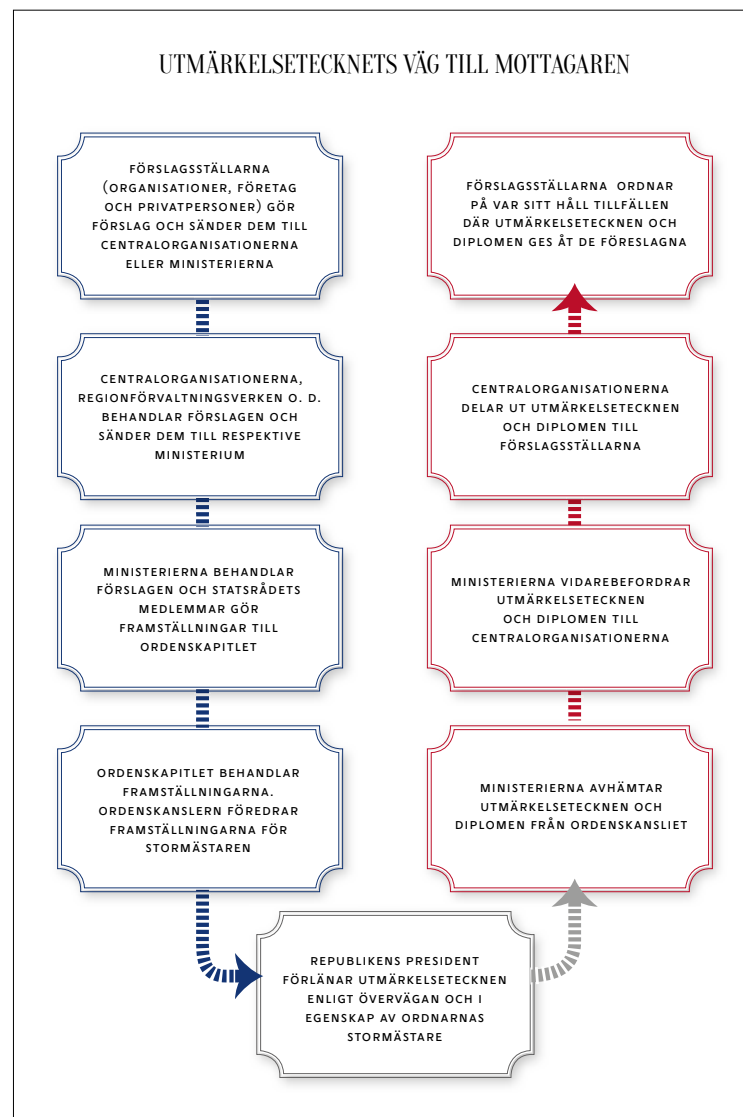 UTMÄRKELSETECKNETS VÄG TILL MOTTAGAREN
FÖRSLAGSSTÄLLARNA
(ORGANISATIONER, FÖRETAG
OCH PRIVATPERSONER) GÖR
FÖRSLAG OCH SÄNDER DEM TILL
CENTRALORGANISATIONERNA
ELLER MINISTERIERNA
CENTRALORGANISATIONERNA,
REGIONFÖRVALTNINGSVERKEN O. D.
BEHANDLAR FÖRSLAGEN OCH
SÄNDER DEM TILL RESPEKTIVE
MINISTERIUM
MINISTERIERNA BEHANDLAR
FÖRSLAGEN OCH STATSRÅDETS
MEDLEMMAR GÖR
FRAMSTÄLLNINGAR TILL
ORDENSKAPITLET
ORDENSKAPITLET BEHANDLAR
FRAMSTÄLLNINGARNA.
ORDENSKANSLERN FÖREDRAR
FRAMSTÄLLNINGARNA FÖR
STORMÄSTAREN
REPUBLIKENS PRESIDENT
FÖRLÄNAR UTMÄRKELSETECKNEN
ENLIGT ÖVERVÄGAN OCH I
EGENSKAP AV ORDNARNAS
STORMÄSTARE
MINISTERIERNA AVHÄMTAR
UTMÄRKELSETECKNEN OCH
DIPLOMEN FRÅN ORDENSKANSLIET
MINISTERIERNA VIDAREBEFORDRAR
UTMÄRKELSETECKNEN
OCH DIPLOMEN TILL
CENTRALORGANISATIONERNA
CENTRALORGANISATIONERNA
DELAR UT UTMÄRKELSETECKNEN
OCH DIPLOMEN TILL
FÖRSLAGSSTÄLLARNA
FÖRSLAGSSTÄLLARNA ORDNAR
PÅ VAR SITT HÅLL TILLFÄLLEN
DÄR UTMÄRKELSETECKNEN OCH
DIPLOMEN GES ÅT DE FÖRESLAGNA